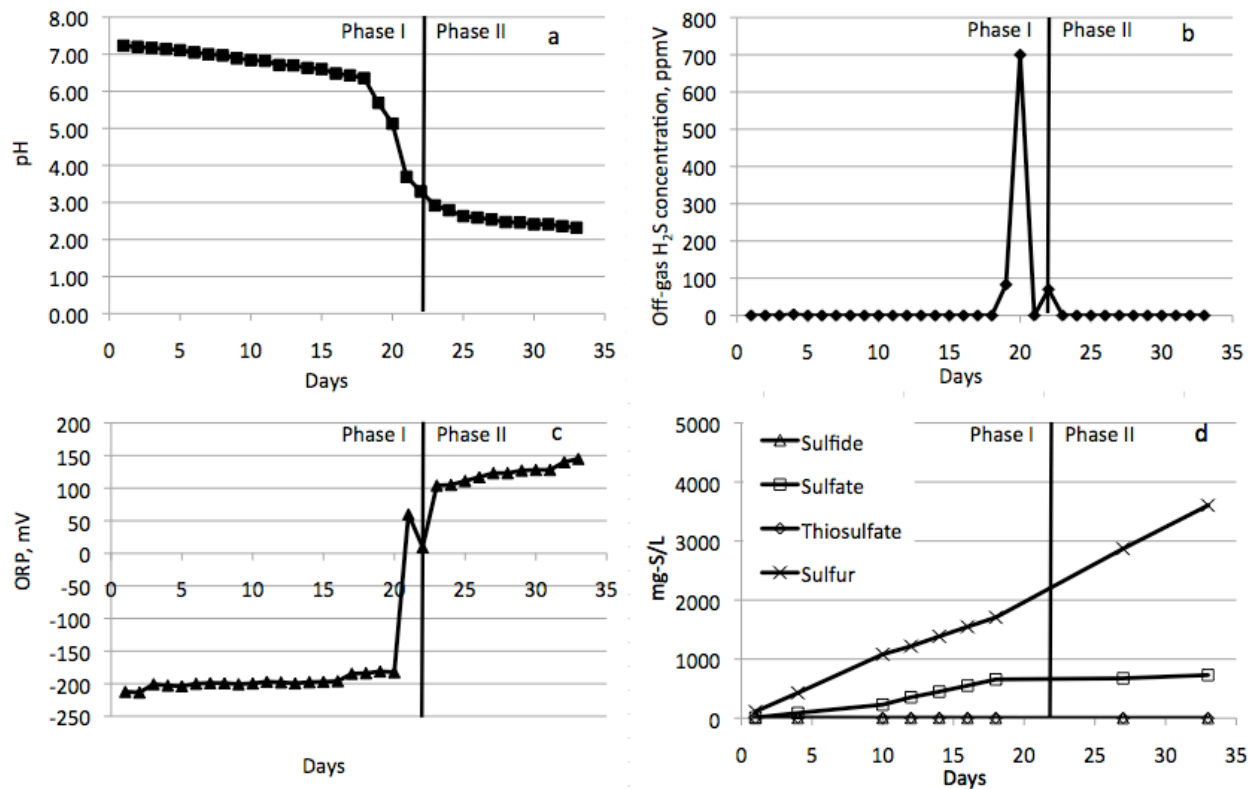 8.00
7.00
6.00
5.00
4.00
3.00
2.00
1.00
0.00
pH
Phase I
Phase II
a
0 5 10 15 20 25 30 35
Days
800
700
600
500
400
300
200
100
0
Off-gas H₂S concentration, ppmV
Phase I
Phase II
b
0 5 10 15 20 25 30 35
Days
200
150
100
50
0
-50
-100
-150
-200
-250
ORP, mV
Phase I
Phase II
c
0 5 10 15 20 25 30 35
Days
5000
4000
3000
2000
1000
0
mg-S/L
Phase I
Phase II
d
Sulfide
Sulfate
Thiosulfate
Sulfur
0 5 10 15 20 25 30 35
Days